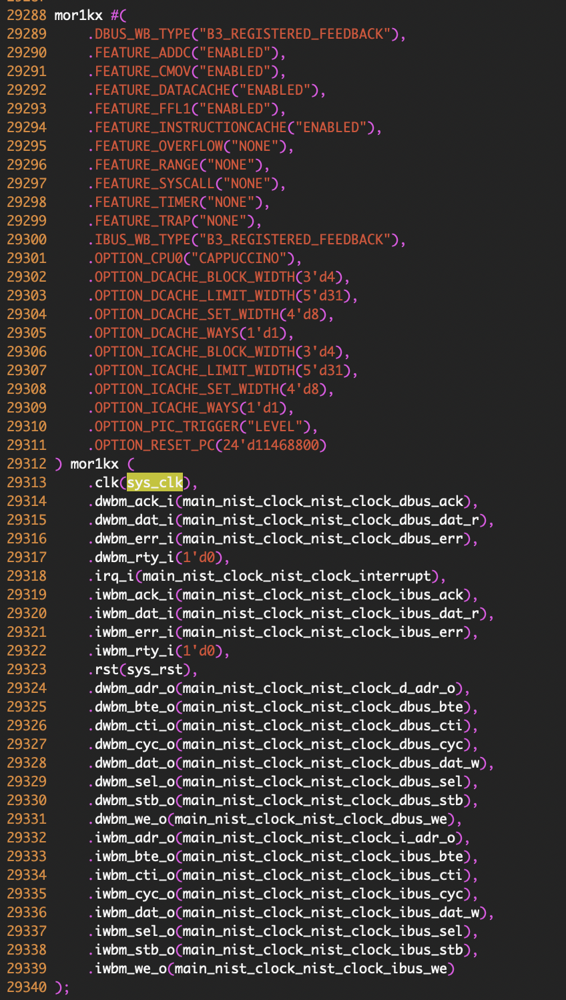 29288 mor1kx #(
29289     .DBUS_WB_TYPE("B3_REGISTERED_FEEDBACK"),
29290     .FEATURE_ADDC("ENABLED"),
29291     .FEATURE_CMOV("ENABLED"),
29292     .FEATURE_DATACACHE("ENABLED"),
29293     .FEATURE_FFL1("ENABLED"),
29294     .FEATURE_INSTRUCTIONCACHE("ENABLED"),
29295     .FEATURE_OVERFLOW("NONE"),
29296     .FEATURE_RANGE("NONE"),
29297     .FEATURE_SYSCALL("NONE"),
29298     .FEATURE_TIMER("NONE"),
29299     .FEATURE_TRAP("NONE"),
29300     .IBUS_WB_TYPE("B3_REGISTERED_FEEDBACK"),
29301     .OPTION_CPU0("CAPPUCCINO"),
29302     .OPTION_DCACHE_BLOCK_WIDTH(3'd4),
29303     .OPTION_DCACHE_LIMIT_WIDTH(5'd31),
29304     .OPTION_DCACHE_SET_WIDTH(4'd8),
29305     .OPTION_DCACHE_WAYS(1'd1),
29306     .OPTION_ICACHE_BLOCK_WIDTH(3'd4),
29307     .OPTION_ICACHE_LIMIT_WIDTH(5'd31),
29308     .OPTION_ICACHE_SET_WIDTH(4'd8),
29309     .OPTION_ICACHE_WAYS(1'd1),
29310     .OPTION_PIC_TRIGGER("LEVEL"),
29311     .OPTION_RESET_PC(24'd11468800)
29312 ) mor1kx (
29313     .clk(sys_clk),
29314     .dwbm_ack_i(main_nist_clock_nist_clock_dbus_ack),
29315     .dwbm_dat_i(main_nist_clock_nist_clock_dbus_dat_r),
29316     .dwbm_err_i(main_nist_clock_nist_clock_dbus_err),
29317     .dwbm_rty_i(1'd0),
29318     .irq_i(main_nist_clock_nist_clock_interrupt),
29319     .iwbm_ack_i(main_nist_clock_nist_clock_ibus_ack),
29320     .iwbm_dat_i(main_nist_clock_nist_clock_ibus_dat_r),
29321     .iwbm_err_i(main_nist_clock_nist_clock_ibus_err),
29322     .iwbm_rty_i(1'd0),
29323     .rst(sys_rst),
29324     .dwbm_adr_o(main_nist_clock_nist_clock_d_adr_o),
29325     .dwbm_bte_o(main_nist_clock_nist_clock_dbus_bte),
29326     .dwbm_cti_o(main_nist_clock_nist_clock_dbus_cti),
29327     .dwbm_cyc_o(main_nist_clock_nist_clock_dbus_cyc),
29328     .dwbm_dat_o(main_nist_clock_nist_clock_dbus_dat_w),
29329     .dwbm_sel_o(main_nist_clock_nist_clock_dbus_sel),
29330     .dwbm_stb_o(main_nist_clock_nist_clock_dbus_stb),
29331     .dwbm_we_o(main_nist_clock_nist_clock_dbus_we),
29332     .iwbm_adr_o(main_nist_clock_nist_clock_i_adr_o),
29333     .iwbm_bte_o(main_nist_clock_nist_clock_ibus_bte),
29334     .iwbm_cti_o(main_nist_clock_nist_clock_ibus_cti),
29335     .iwbm_cyc_o(main_nist_clock_nist_clock_ibus_cyc),
29336     .iwbm_dat_o(main_nist_clock_nist_clock_ibus_dat_w),
29337     .iwbm_sel_o(main_nist_clock_nist_clock_ibus_sel),
29338     .iwbm_stb_o(main_nist_clock_nist_clock_ibus_stb),
29339     .iwbm_we_o(main_nist_clock_nist_clock_ibus_we)
29340 );